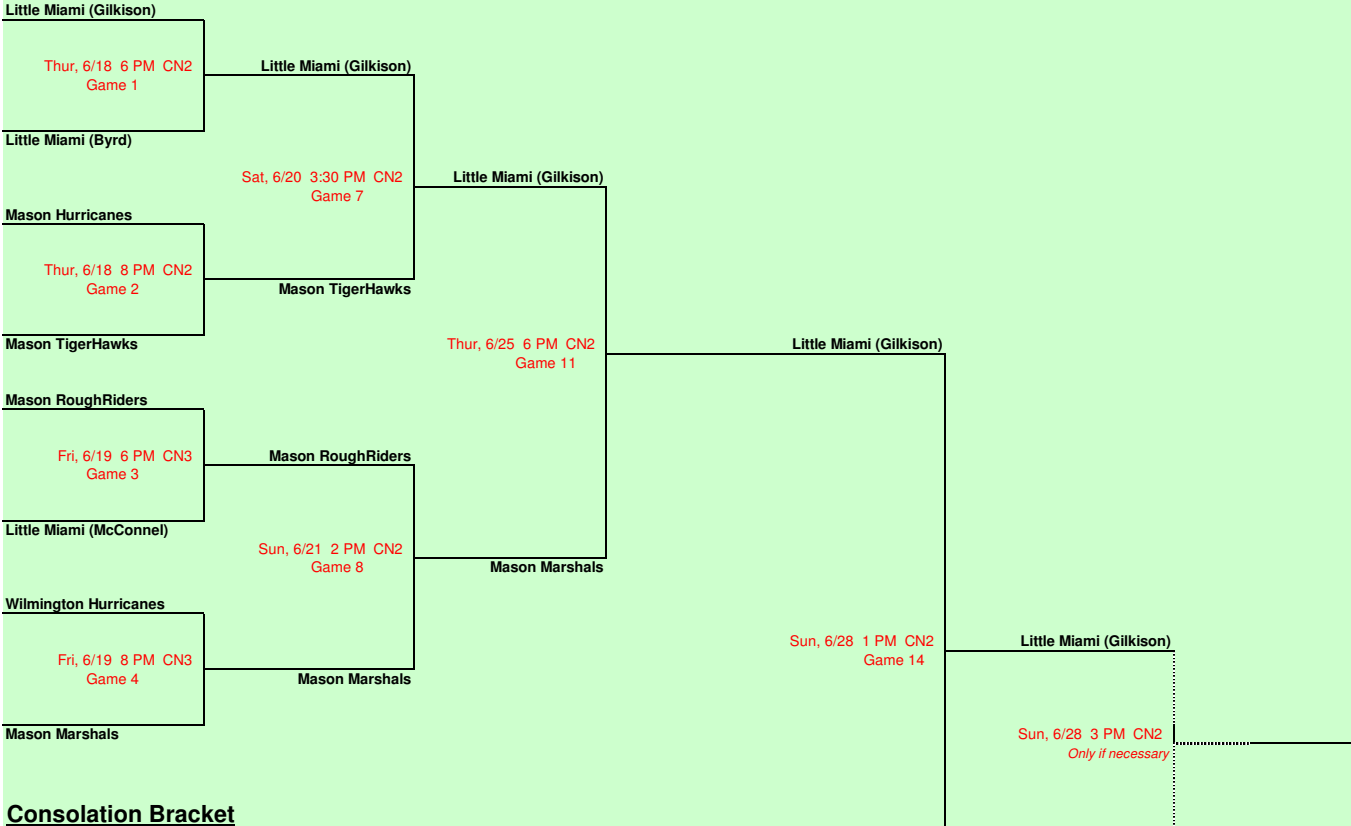 Little Miami (Gilkison)
Thur, 6/18 6 PM CN2
Game 1
Little Miami (Gilkison)
Little Miami (Byrd)
Sat, 6/20 3:30 PM CN2
Game 7
Little Miami (Gilkison)
Mason Hurricanes
Thur, 6/18 8 PM CN2
Game 2
Mason TigerHawks
Mason TigerHawks
Thur, 6/25 6 PM CN2
Game 11
Little Miami (Gilkison)
Mason RoughRiders
Fri, 6/19 6 PM CN3
Game 3
Mason RoughRiders
Little Miami (McConnel)
Sun, 6/21 2 PM CN2
Game 8
Mason Marshals
Wilmington Hurricanes
Fri, 6/19 8 PM CN3
Game 4
Mason Marshals
Mason Marshals
Sun, 6/28 1 PM CN2
Game 14
Little Miami (Gilkison)
Sun, 6/28 3 PM CN2
Only if necessary
Consolation Bracket